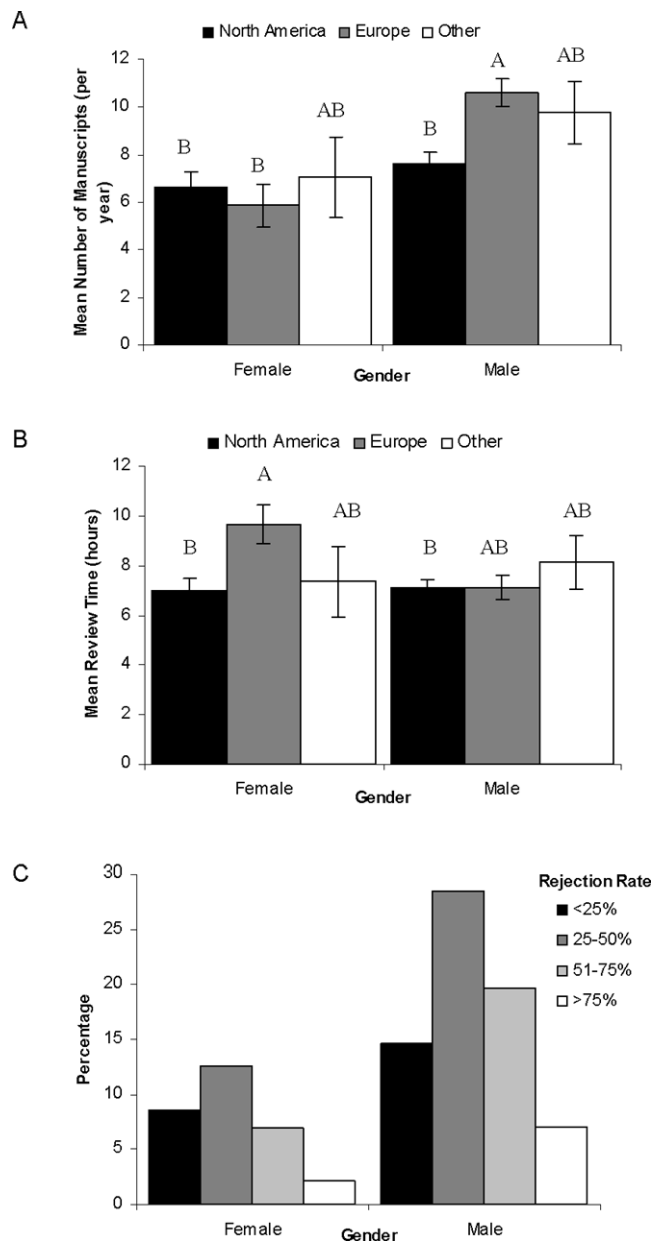 A
North America Europe Other
Mean Number of Manuscripts (per year)
12
10
8
6
4
2
0
B
B
AB
B
A
AB
Female
Gender
Male
B
North America Europe Other
Mean Review Time (hours)
12
10
8
6
4
2
0
B
A
AB
B
AB
AB
Female
Gender
Male
C
Percentage
30
25
20
15
10
5
0
Rejection Rate
<25%
25-50%
51-75%
>75%
Female
Gender
Male